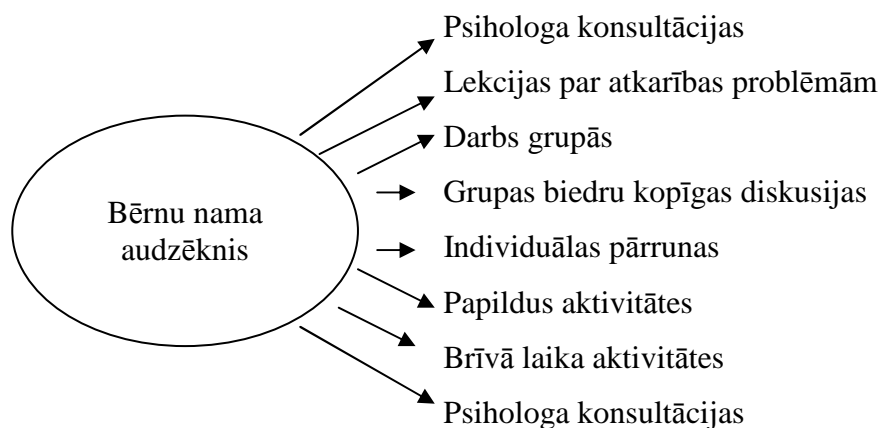 Psihologa konsultācijas
Lekcijas par atkarības problēmām
Darbs grupās
Grupas biedru kopīgas diskusijas
Bērnu nama
audzēknis
Individuālas pārrunas
Papildus aktivitātes
Brīvā laika aktivitātes
Psihologa konsultācijas